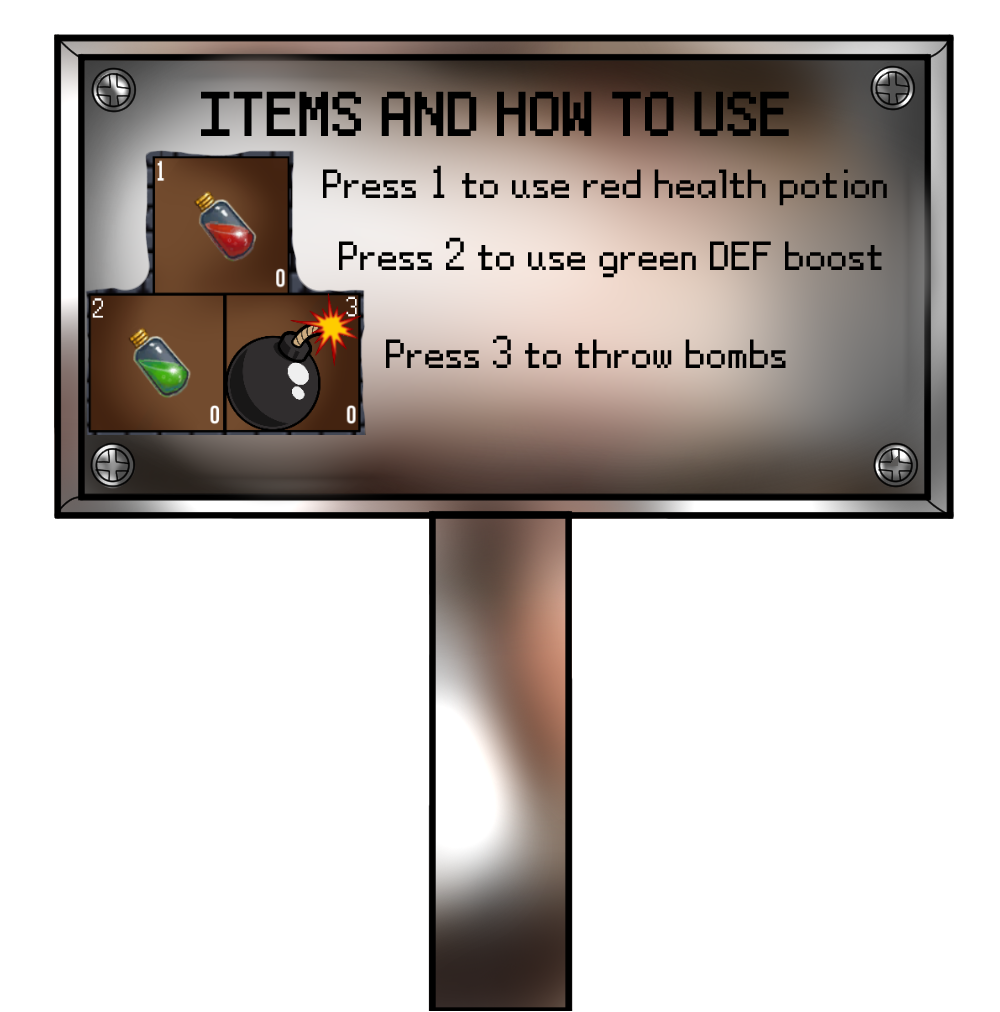 ITEMS AND HOW TO USE
1
Press 1 to use red health potion
0
Press 2 to use green DEF boost
2
3
Press 3 to throw bombs
0
0